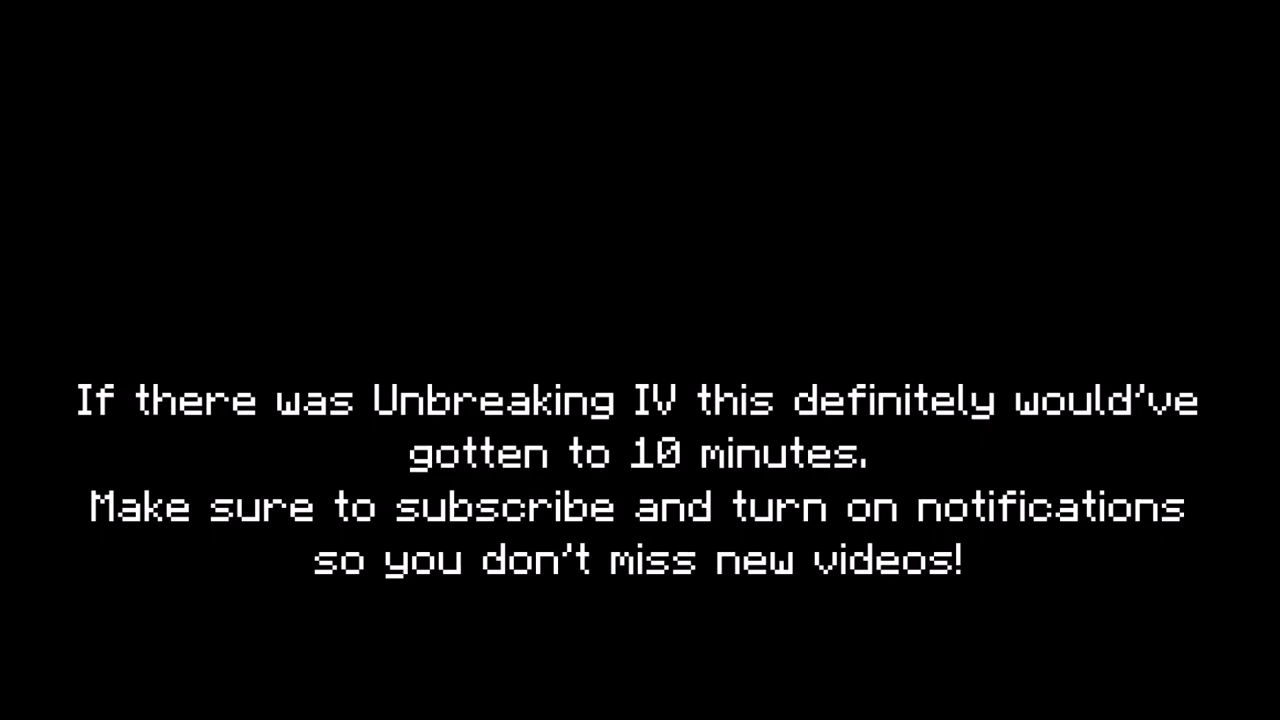 If there was Unbreaking IV this definitely would've
gotten to 10 minutes.
Make sure to subscribe and turn on notifications
so you don't miss new videos!